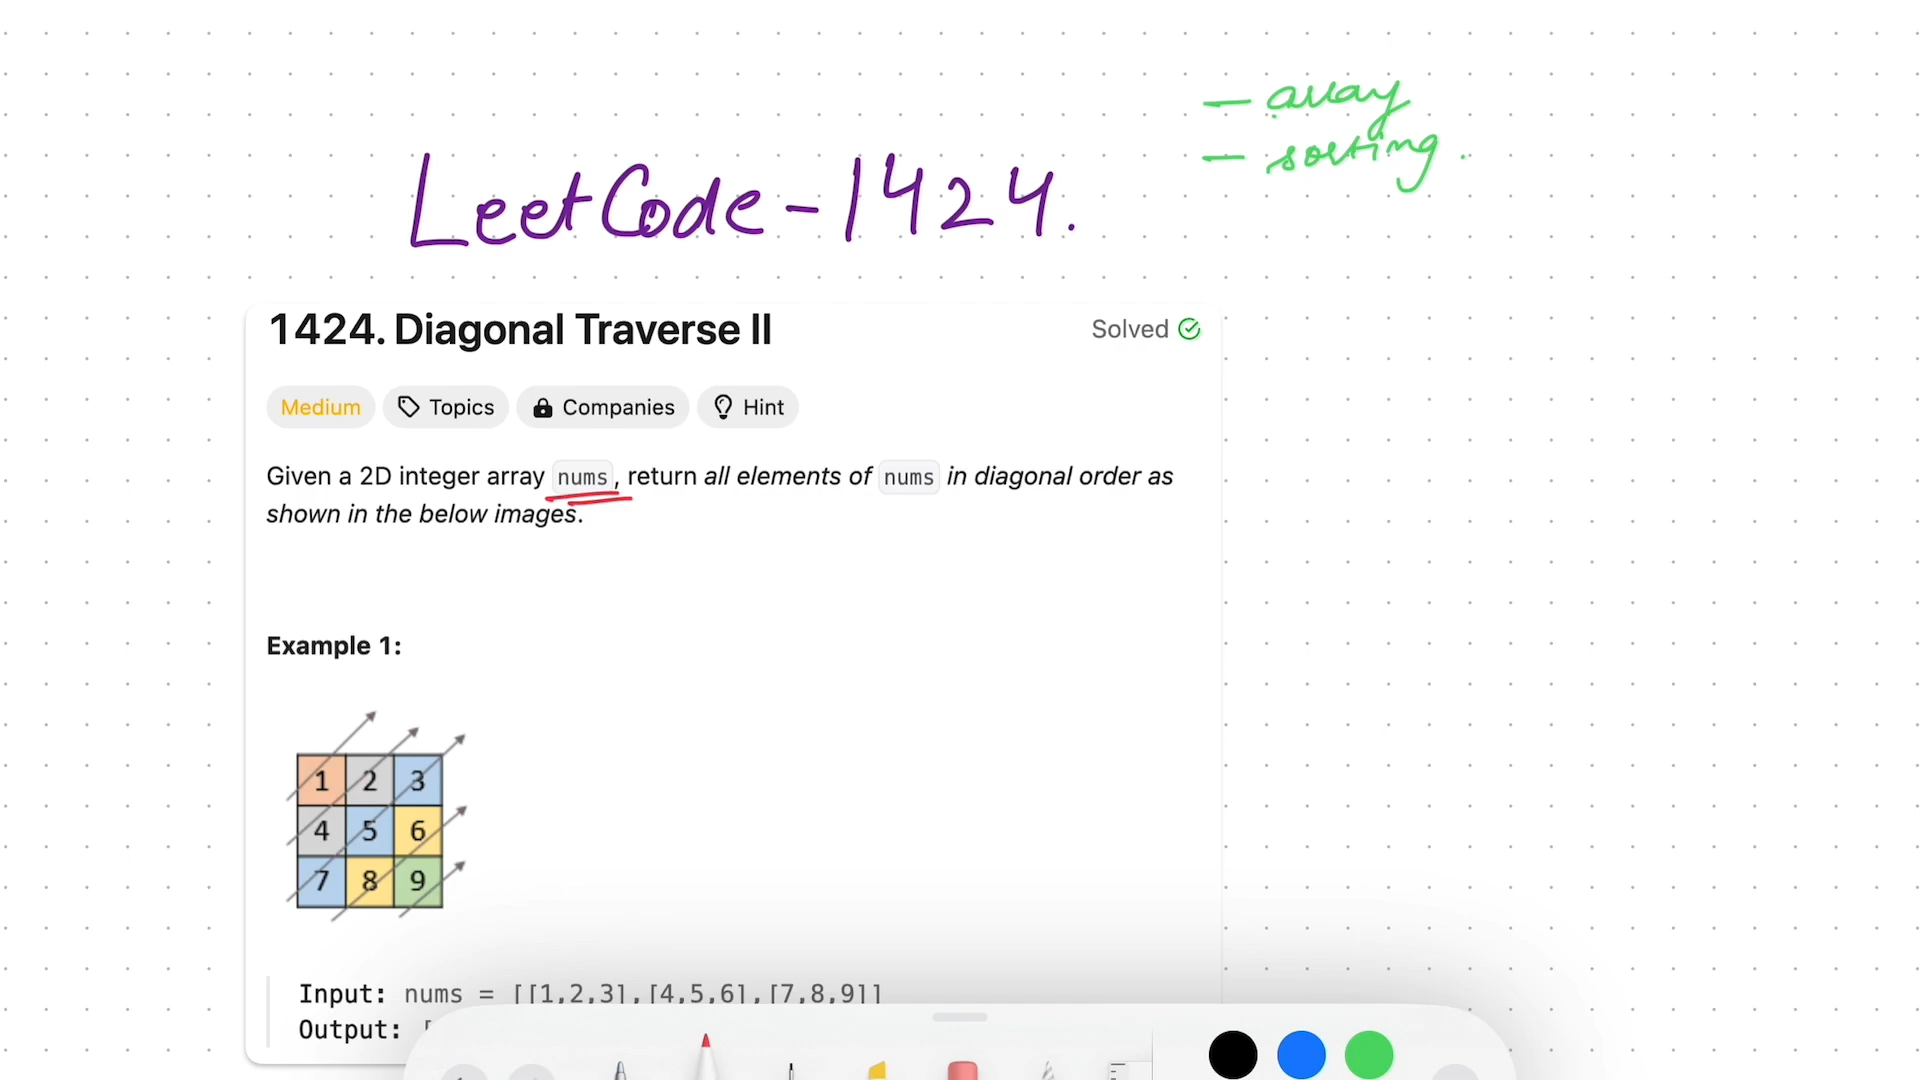 — array
— sorting.
LeetCode-1424.
1424. Diagonal Traverse II
Solved
Medium Topics Companies Hint
Given a 2D integer array nums, return all elements of nums in diagonal order as
shown in the below images.
Example 1:
1 2 3
4 5 6
7 8 9
Input: nums = [[1,2,3],[4,5,6],[7,8,9]]
Output: [